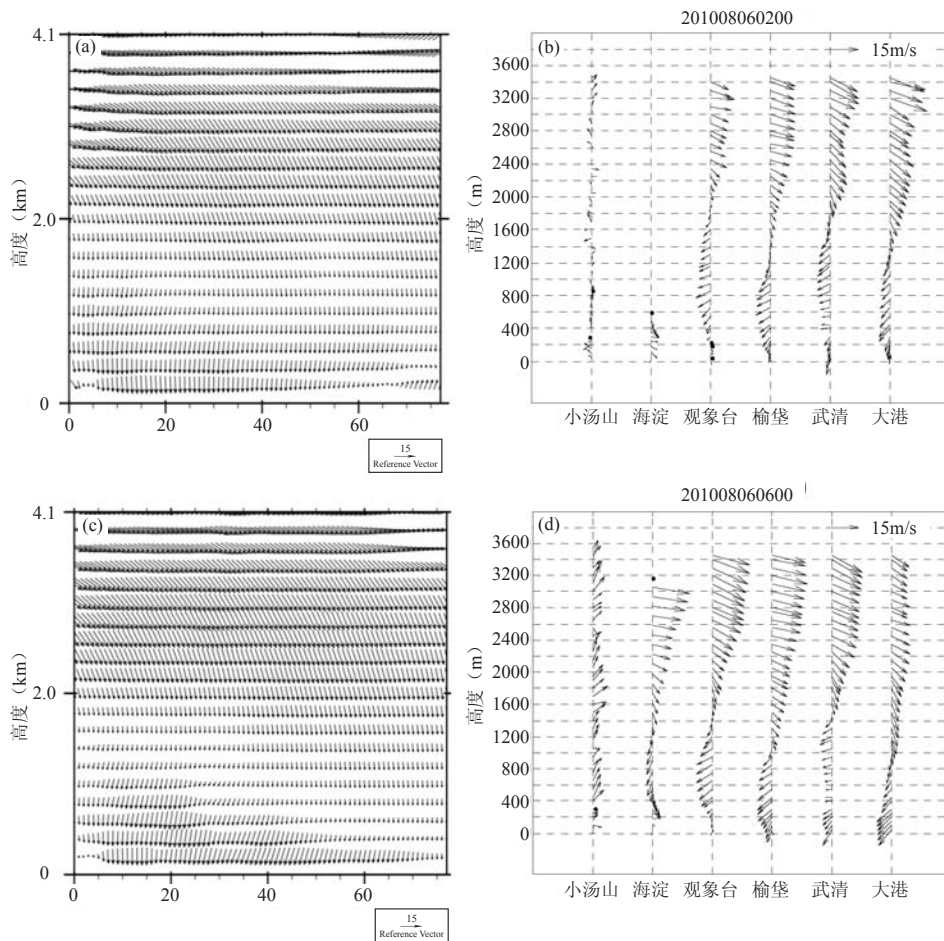 (a)
4.1
2.0
0
高度（km）
0
20
40
60
15
Reference Vector
201008060200
(b)
15m/s
3600
3200
2800
2400
2000
1600
1200
800
400
0
高度（m）
小汤山
海淀
观象台
榆垡
武清
大港
(c)
4.1
2.0
0
高度（km）
0
20
40
60
15
Reference Vector
201008060600
(d)
15m/s
3600
3200
2800
2400
2000
1600
1200
800
400
0
高度（m）
小汤山
海淀
观象台
榆垡
武清
大港